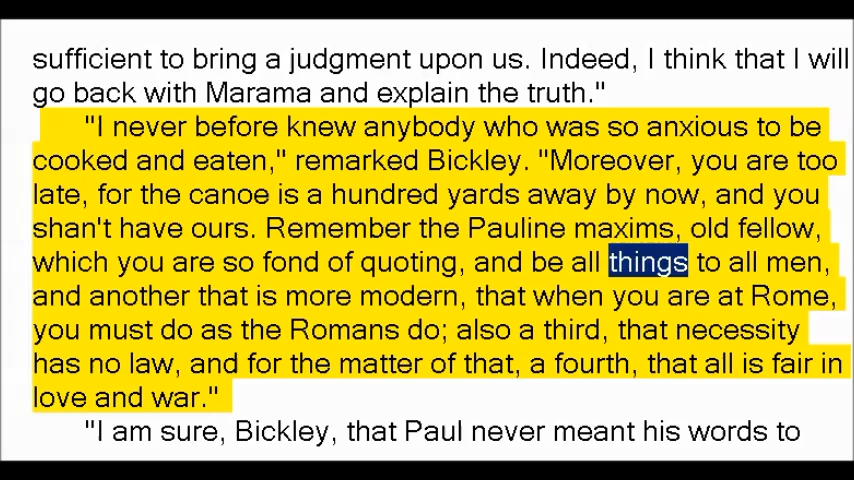 sufficient to bring a judgment upon us. Indeed, I think that I will
go back with Marama and explain the truth."
"I never before knew anybody who was so anxious to be
cooked and eaten," remarked Bickley. "Moreover, you are too
late, for the canoe is a hundred yards away by now, and you
shan't have ours. Remember the Pauline maxims, old fellow,
which you are so fond of quoting, and be all things to all men,
and another that is more modern, that when you are at Rome,
you must do as the Romans do; also a third, that necessity
has no law, and for the matter of that, a fourth, that all is fair in
love and war."
"I am sure, Bickley, that Paul never meant his words to